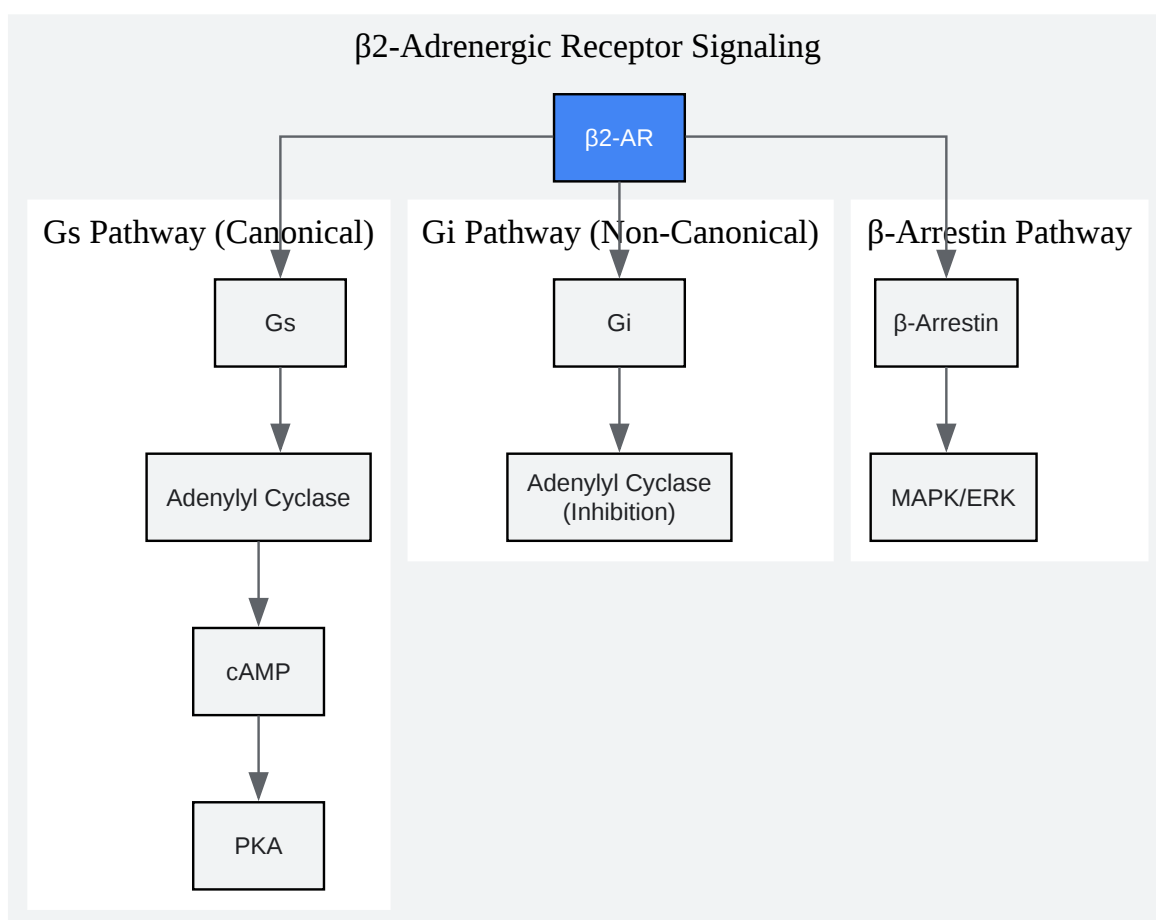 β2-Adrenergic Receptor Signaling
β2-AR
Gs Pathway (Canonical)
Gi Pathway (Non-Canonical)
β-Arrestin Pathway
Gs
Gi
β-Arrestin
Adenylyl Cyclase
Adenylyl Cyclase
(Inhibition)
MAPK/ERK
cAMP
PKA